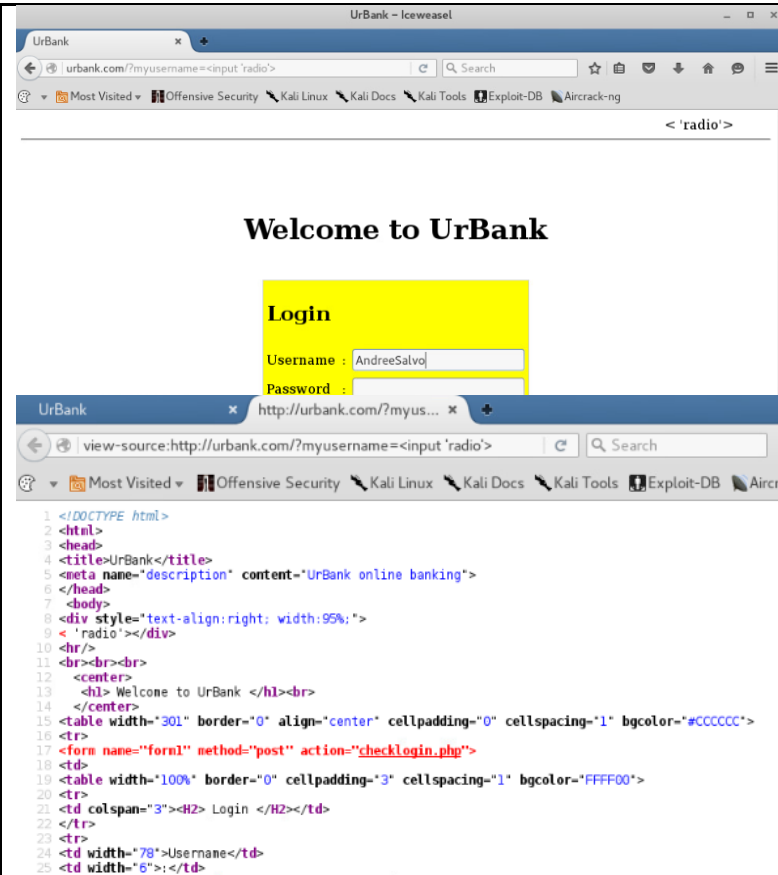 UrBank – Iceweasel
UrBank
urbank.com/?myusername=<input 'radio'>
Search
Most Visited
Offensive Security
Kali Linux
Kali Docs
Kali Tools
Exploit-DB
Aircrack-ng
< 'radio'>
Welcome to UrBank
Login
Username :
AndreeSalvo
Password :
UrBank
http://urbank.com/?myus...
view-source:http://urbank.com/?myusername=<input 'radio'>
Search
Most Visited
Offensive Security
Kali Linux
Kali Docs
Kali Tools
Exploit-DB
Aircr
1 <!DOCTYPE html>
2 <html>
3 <head>
4 <title>UrBank</title>
5 <meta name="description" content="UrBank online banking">
6 </head>
7 <body>
8 <div style="text-align:right; width:95%;">
9 < 'radio'></div>
10 <hr/>
11 <br><br><br>
12 <center>
13 <h1> Welcome to UrBank </h1><br>
14 </center>
15 <table width="301" border="0" align="center" cellpadding="0" cellspacing="1" bgcolor="#CCCCCC">
16 <tr>
17 <form name="form1" method="post" action="checklogin.php">
18 <td>
19 <table width="100%" border="0" cellpadding="3" cellspacing="1" bgcolor="FFFF00">
20 <tr>
21 <td colspan="3"><H2> Login </H2></td>
22 </tr>
23 <tr>
24 <td width="78">Username</td>
25 <td width="6">:</td>